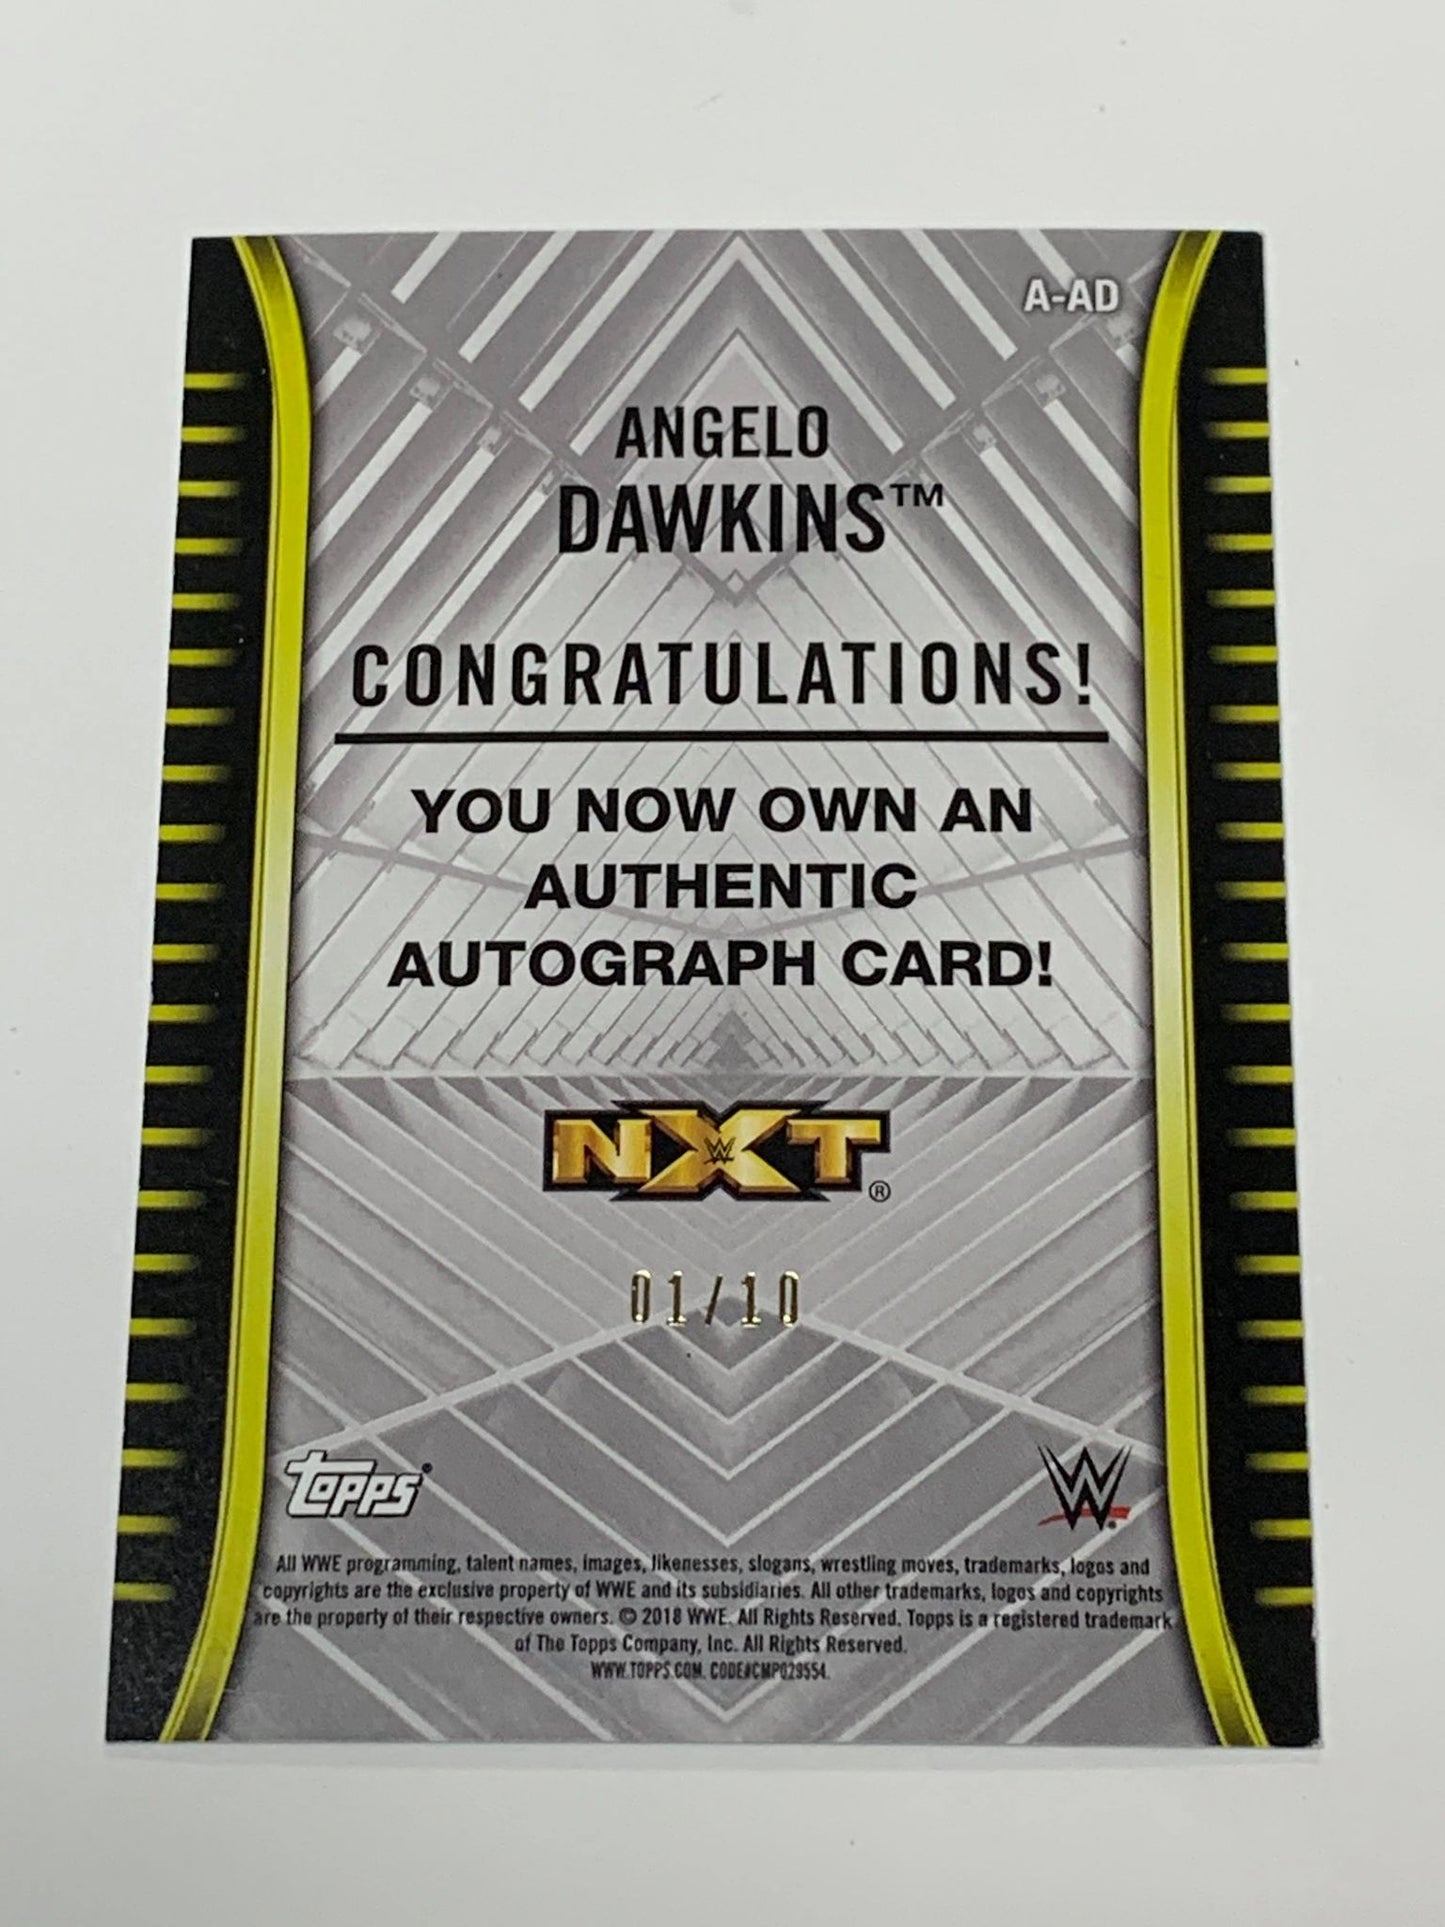 A-AD
ANGELO
DAWKINS™
CONGRATULATIONS!
YOU NOW OWN AN
AUTHENTIC
AUTOGRAPH CARD!
NXT®
01/10
topps®
W®
All WWE programming, talent names, images, likenesses, slogans, wrestling moves, trademarks, logos and
copyrights are the exclusive property of WWE and its subsidiaries. All other trademarks, logos and copyrights
are the property of their respective owners. © 2018 WWE. All Rights Reserved. Topps is a registered trademark
of The Topps Company, Inc. All Rights Reserved.
WWW.TOPPS.COM. CODE#CMP029554.